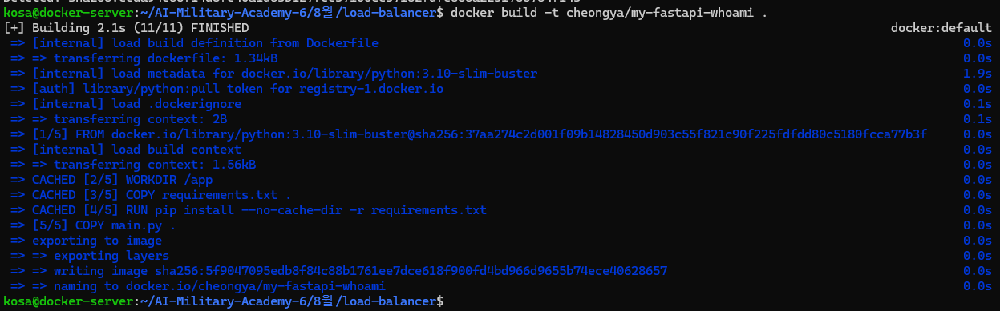 kosa@docker-server:~/AI-Military-Academy-6/8월/load-balancer$ docker build -t cheongya/my-fastapi-whoami .
[+] Building 2.1s (11/11) FINISHED docker:default
=> [internal] load build definition from Dockerfile 0.0s
=> => transferring dockerfile: 1.34kB 0.0s
=> [internal] load metadata for docker.io/library/python:3.10-slim-buster 1.9s
=> [auth] library/python:pull token for registry-1.docker.io 0.0s
=> [internal] load .dockerignore 0.1s
=> => transferring context: 2B 0.1s
=> [1/5] FROM docker.io/library/python:3.10-slim-buster@sha256:37aa274c2d001f09b14828450d903c55f821c90f225fdfdd80c5180fcca77b3f 0.0s
=> [internal] load build context 0.0s
=> => transferring context: 1.56kB 0.0s
=> CACHED [2/5] WORKDIR /app 0.0s
=> CACHED [3/5] COPY requirements.txt . 0.0s
=> CACHED [4/5] RUN pip install --no-cache-dir -r requirements.txt 0.0s
=> [5/5] COPY main.py . 0.0s
=> exporting to image 0.0s
=> => exporting layers 0.0s
=> => writing image sha256:5f9047095edb8f84c88b1761ee7dce618f900fd4bd966d9655b74ece40628657 0.0s
=> => naming to docker.io/cheongya/my-fastapi-whoami 0.0s
kosa@docker-server:~/AI-Military-Academy-6/8월/load-balancer$